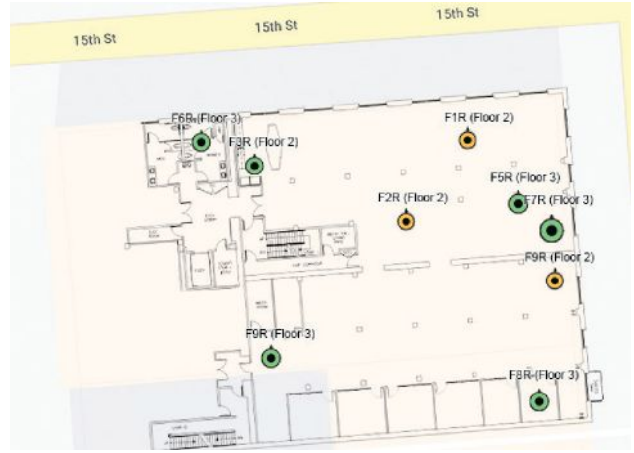 15th St
15th St
15th St
F6R (Floor 3)
F1R (Floor 2)
F3R (Floor 2)
F5R (Floor 3)
F2R (Floor 2)
F7R (Floor 3)
F9R (Floor 2)
F9R (Floor 3)
F8R (Floor 3)